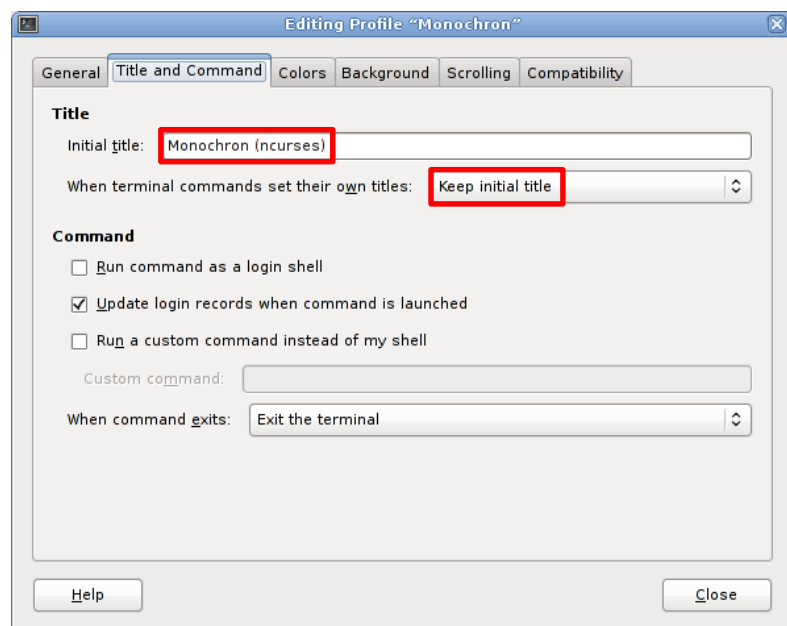 Editing Profile “Monochron”
General Title and Command Colors Background Scrolling Compatibility
Title
Initial title: Monochron (ncurses)
When terminal commands set their own titles: Keep initial title
Command
Run command as a login shell
Update login records when command is launched
Run a custom command instead of my shell
Custom command:
When command exits: Exit the terminal
Help Close